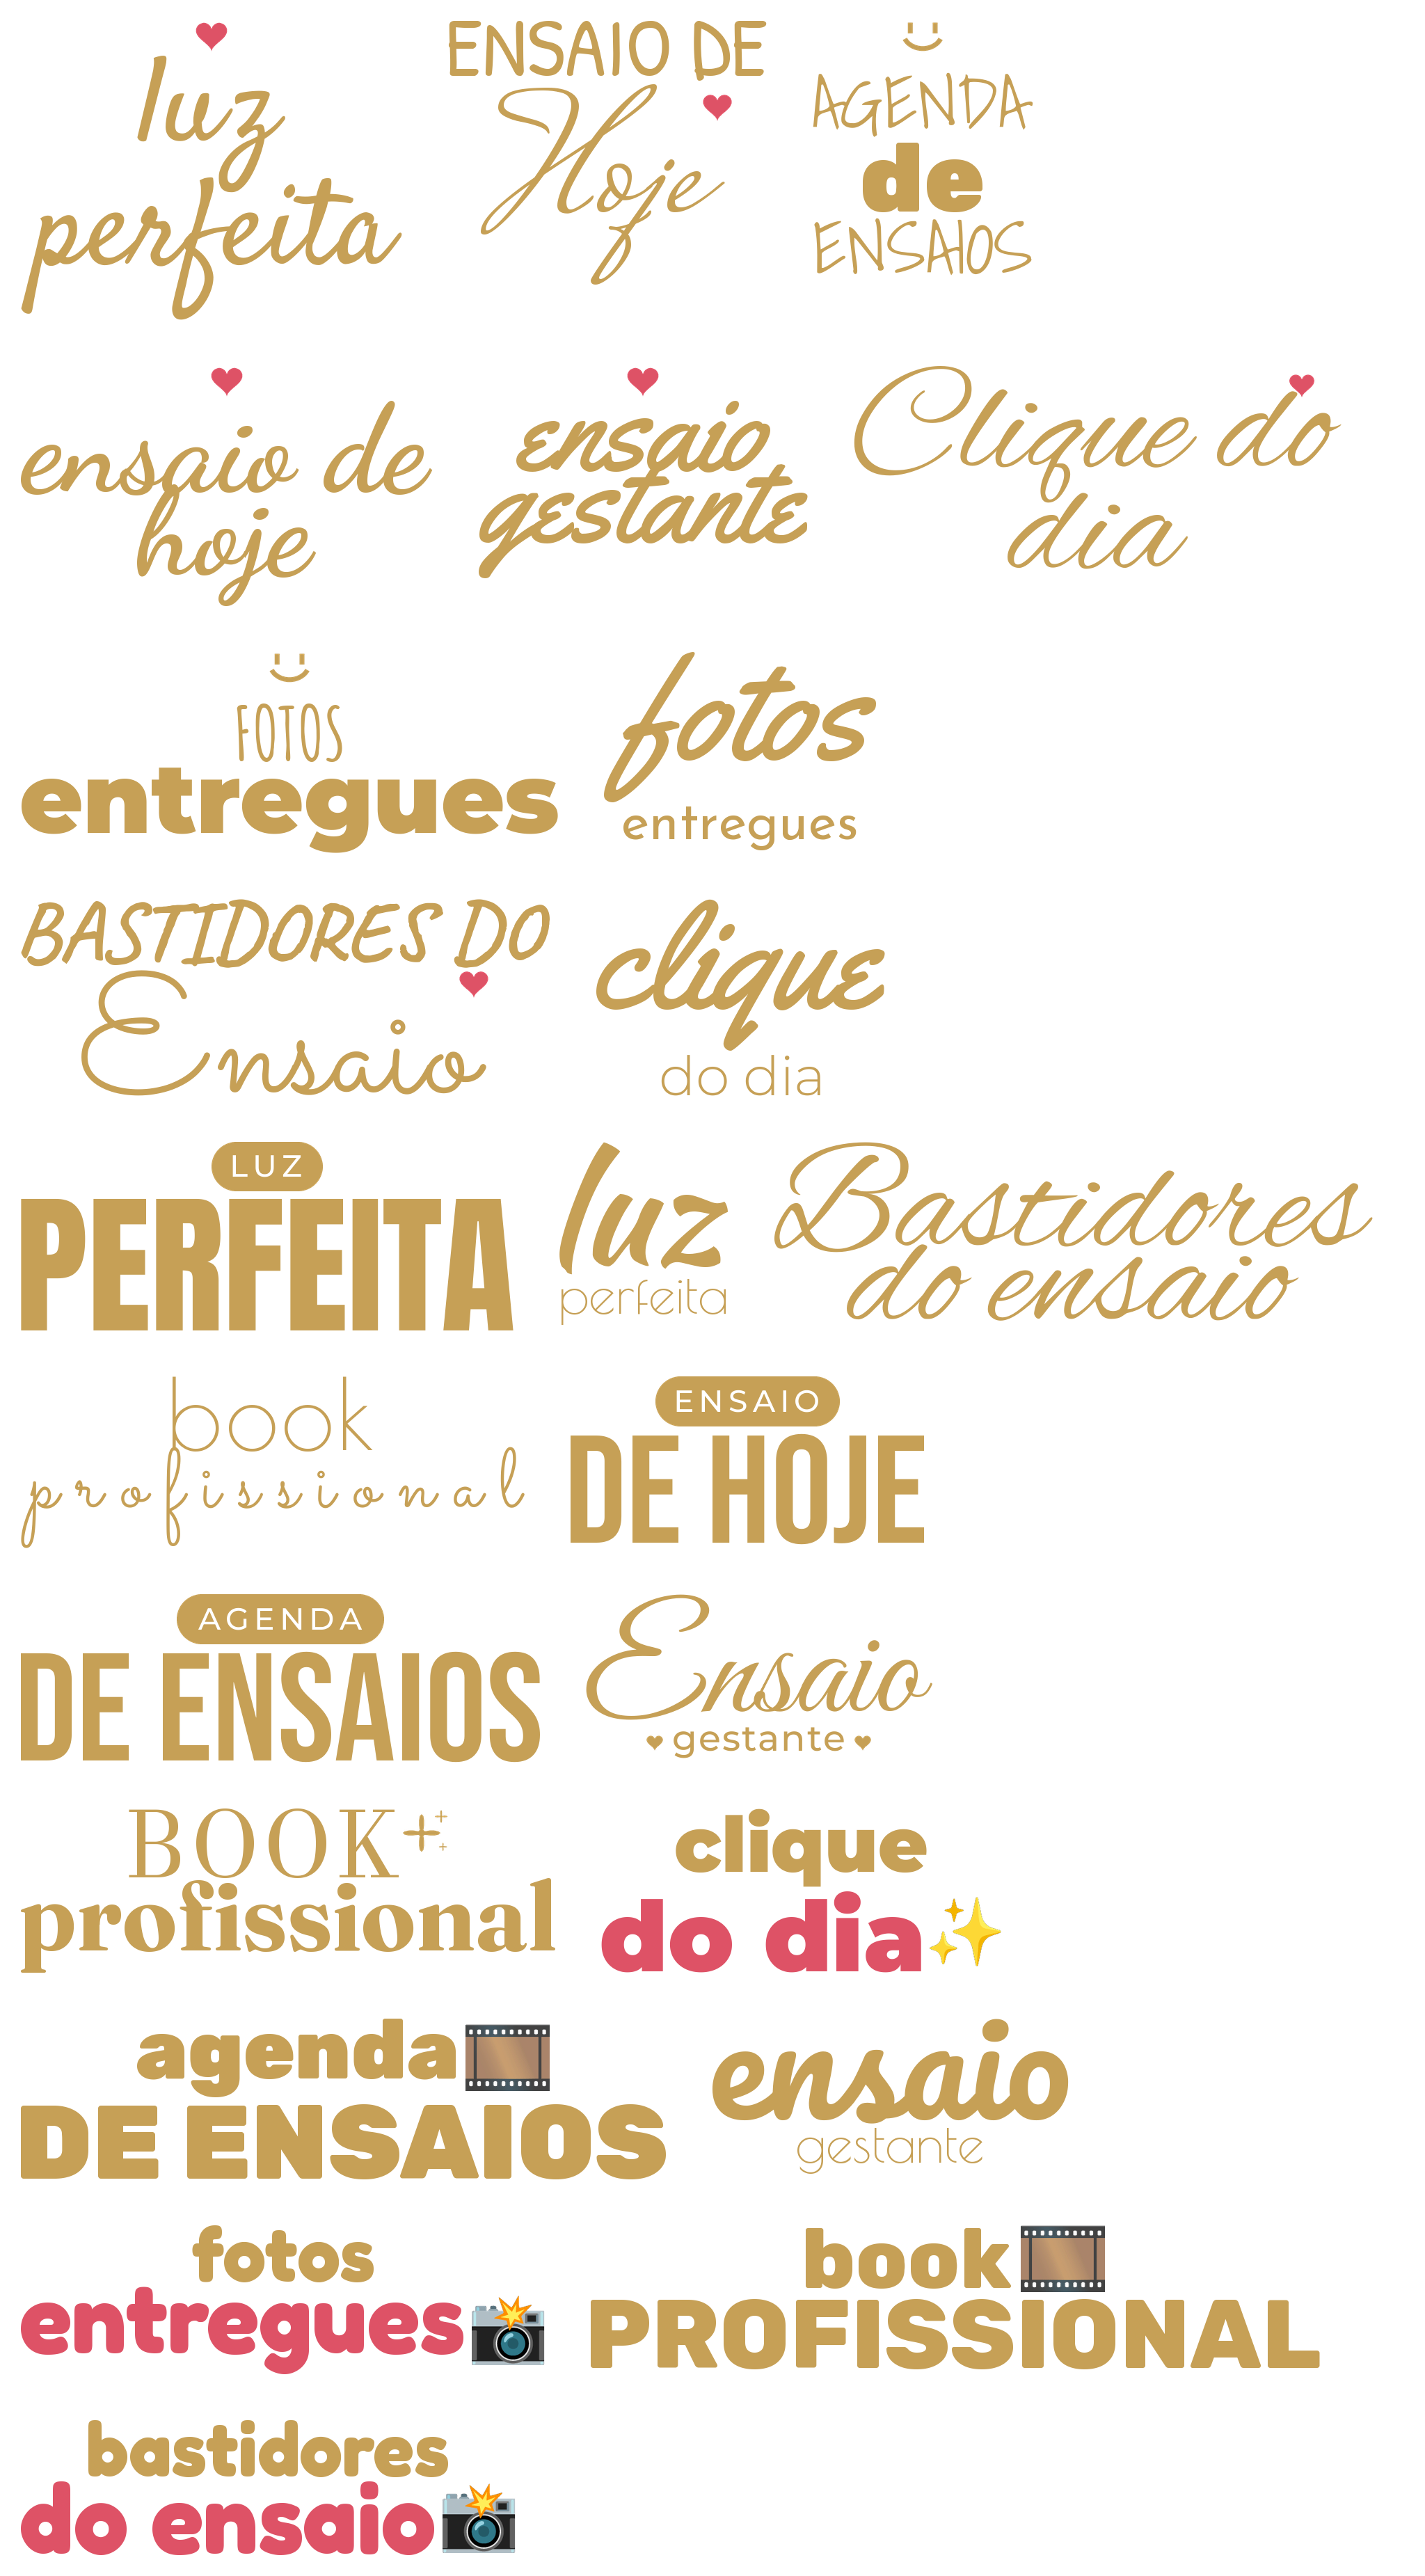 luz
perfeita
ENSAIO DE
Hoje
AGENDA
de
ENSAIOS
ensaio de
hoje
ensaio
gestante
Clique do
dia
FOTOS
entregues
fotos
entregues
BASTIDORES DO
Ensaio
clique
do dia
LUZ
PERFEITA
luz
perfeita
Bastidores
do ensaio
book
profissional
ENSAIO
DE HOJE
AGENDA
DE ENSAIOS
Ensaio
gestante
BOOK
profissional
clique
do dia
agenda
DE ENSAIOS
ensaio
gestante
fotos
entregues
book
PROFISSIONAL
bastidores
do ensaio